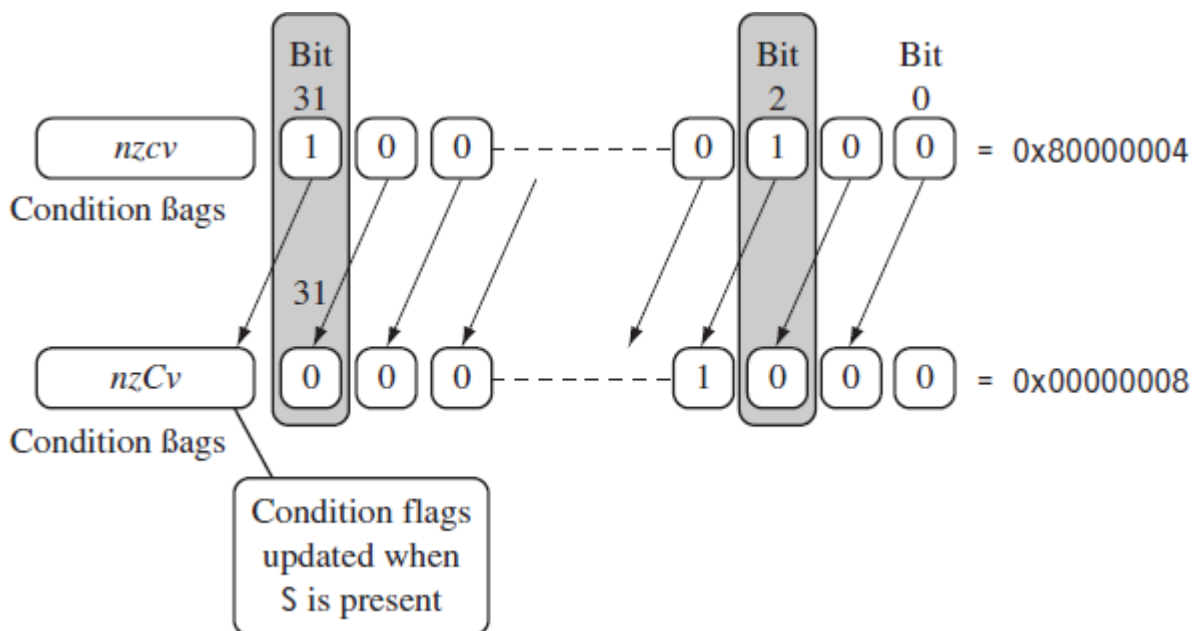 Bit Bit Bit
31 2 0
nzcv 1 0 0 0 1 0 0 = 0x80000004
Condition ßags
31
nzCv 0 0 0 1 0 0 0 = 0x00000008
Condition ßags
Condition flags
updated when
S is present